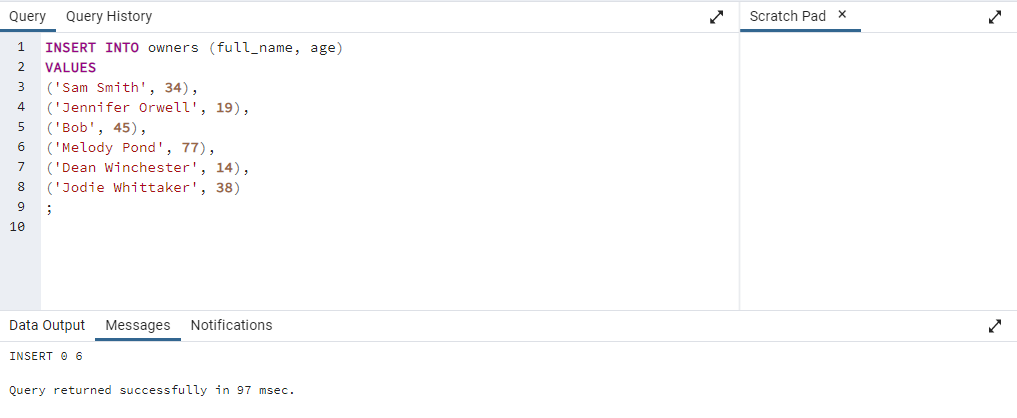 Query Query History Scratch Pad ×
1 INSERT INTO owners (full_name, age)
2 VALUES
3 ('Sam Smith', 34),
4 ('Jennifer Orwell', 19),
5 ('Bob', 45),
6 ('Melody Pond', 77),
7 ('Dean Winchester', 14),
8 ('Jodie Whittaker', 38)
9 ;
10
Data Output Messages Notifications
INSERT 0 6
Query returned successfully in 97 msec.